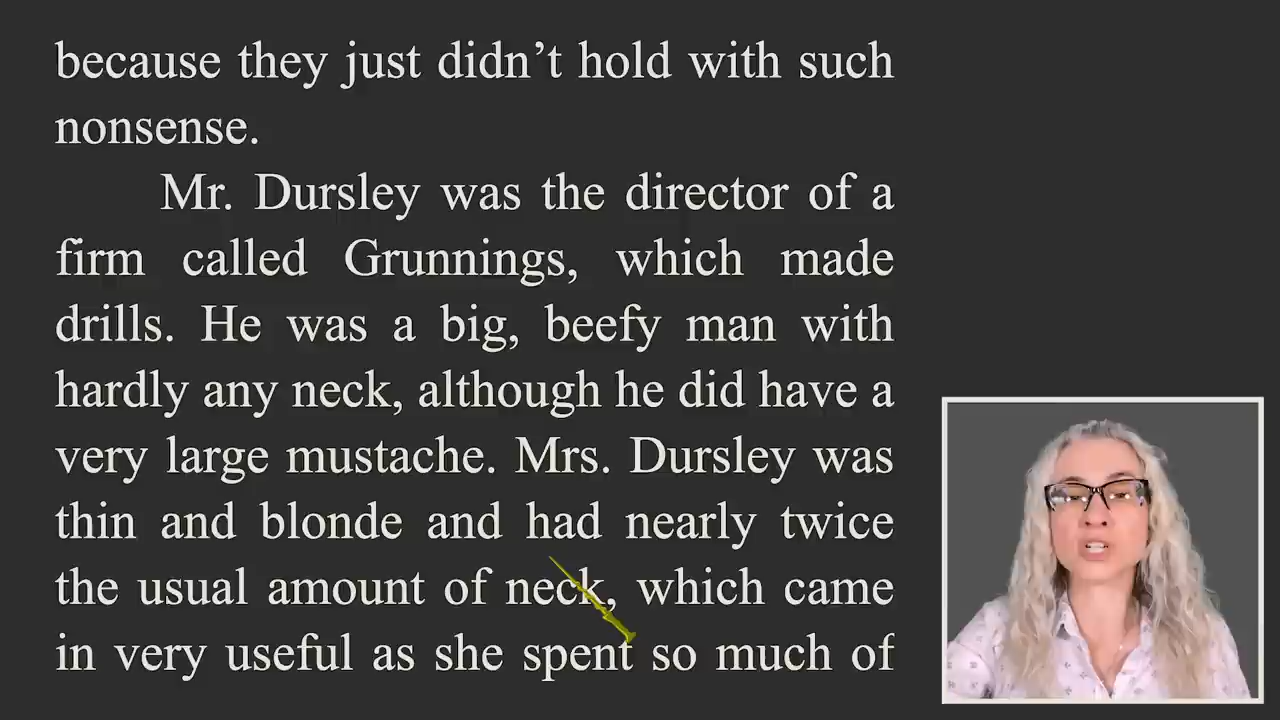 because they just didn’t hold with such
nonsense.
Mr. Dursley was the director of a
firm called Grunnings, which made
drills. He was a big, beefy man with
hardly any neck, although he did have a
very large mustache. Mrs. Dursley was
thin and blonde and had nearly twice
the usual amount of neck, which came
in very useful as she spent so much of